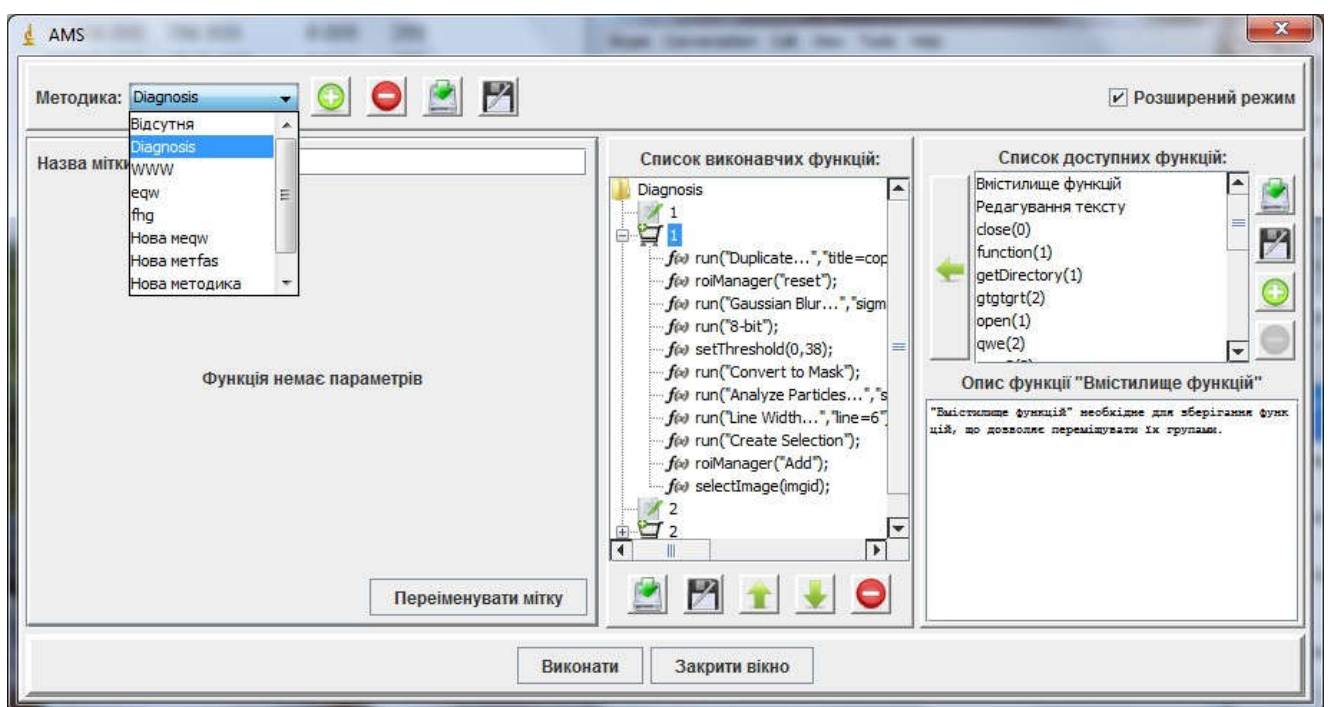 AMS
Методика:
Diagnosis
Розширений режим
Відсутня
Diagnosis
WWW
eqw
fhg
Нова меqw
Нова метfas
Нова методика
Назва мітки
Функція немає параметрів
Переіменувати мітку
Список виконавчих функцій:
Diagnosis
1
1
f(x) run("Duplicate...","title=cop
f(x) roiManager("reset");
f(x) run("Gaussian Blur...","sigm
f(x) run("8-bit");
f(x) setThreshold(0,38);
f(x) run("Convert to Mask");
f(x) run("Analyze Particles...","s
f(x) run("Line Width...","line=6"
f(x) run("Create Selection");
f(x) roiManager("Add");
f(x) selectImage(imgid);
2
2
Список доступних функцій:
Вмістилище функцій
Редагування тексту
close(0)
function(1)
getDirectory(1)
gtgtgrt(2)
open(1)
qwe(2)
Опис функції "Вмістилище функцій"
"Вмістилище функцій" необхідне для зберігання функ
цій, що дозволяє переміщувати їх групами.
Виконати
Закрити вікно